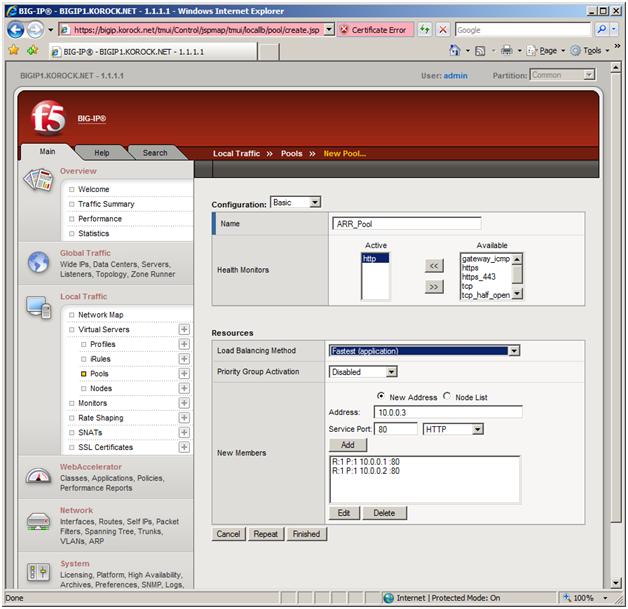 BIG-IP® - BIGIP1.KOROCK.NET - 1.1.1.1 - Windows Internet Explorer
https://bigip.korock.net/tmui/Control/jspmap/tmui/locallb/pool/create.jsp
Certificate Error
Google
BIG-IP® - BIGIP1.KOROCK.NET - 1.1.1.1
Page
Tools
BIGIP1.KOROCK.NET - 1.1.1.1
User: admin
Partition: Common
f5
BIG-IP®
Main
Help
Search
Local Traffic » Pools » New Pool...
Overview
Welcome
Traffic Summary
Performance
Statistics
Global Traffic
Wide IPs, Data Centers, Servers,
Listeners, Topology, Zone Runner
Local Traffic
Network Map
Virtual Servers
Profiles
iRules
Pools
Nodes
Monitors
Rate Shaping
SNATs
SSL Certificates
WebAccelerator
Classes, Applications, Policies,
Performance Reports
Network
Interfaces, Routes, Self IPs, Packet
Filters, Spanning Tree, Trunks,
VLANs, ARP
System
Licensing, Platform, High Availability,
Archives, Preferences, SNMP, Logs,
Configuration: Basic
Name
ARR_Pool
Health Monitors
Active
http
<<
>>
Available
gateway_icmp
https
https_443
tcp
tcp_half_open
Resources
Load Balancing Method
Fastest (application)
Priority Group Activation
Disabled
New Members
New Address
Node List
Address: 10.0.0.3
Service Port: 80 HTTP
Add
R:1 P:1 10.0.0.1 :80
R:1 P:1 10.0.0.2 :80
Edit
Delete
Cancel
Repeat
Finished
Done
Internet | Protected Mode: On
100%